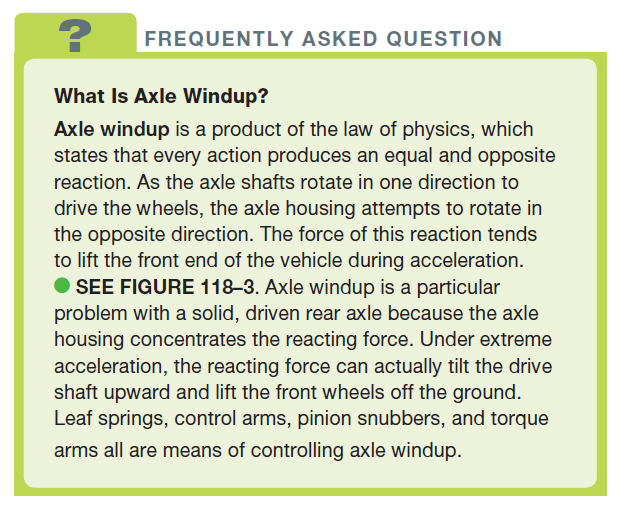 ?
FREQUENTLY ASKED QUESTION
What Is Axle Windup?
Axle windup is a product of the law of physics, which
states that every action produces an equal and opposite
reaction. As the axle shafts rotate in one direction to
drive the wheels, the axle housing attempts to rotate in
the opposite direction. The force of this reaction tends
to lift the front end of the vehicle during acceleration.
● SEE FIGURE 118–3. Axle windup is a particular
problem with a solid, driven rear axle because the axle
housing concentrates the reacting force. Under extreme
acceleration, the reacting force can actually tilt the drive
shaft upward and lift the front wheels off the ground.
Leaf springs, control arms, pinion snubbers, and torque
arms all are means of controlling axle windup.